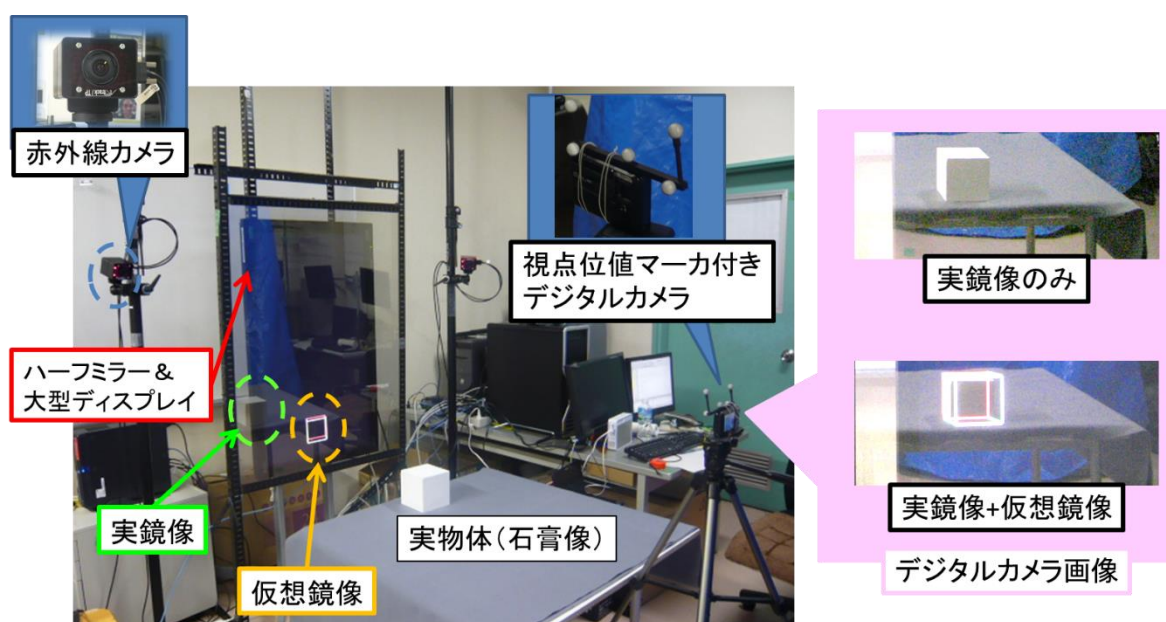 赤外線カメラ
視点位値マーカ付き
デジタルカメラ
ハーフミラー＆
大型ディスプレイ
実鏡像
仮想鏡像
実物体（石膏像）
実鏡像のみ
実鏡像+仮想鏡像
デジタルカメラ画像